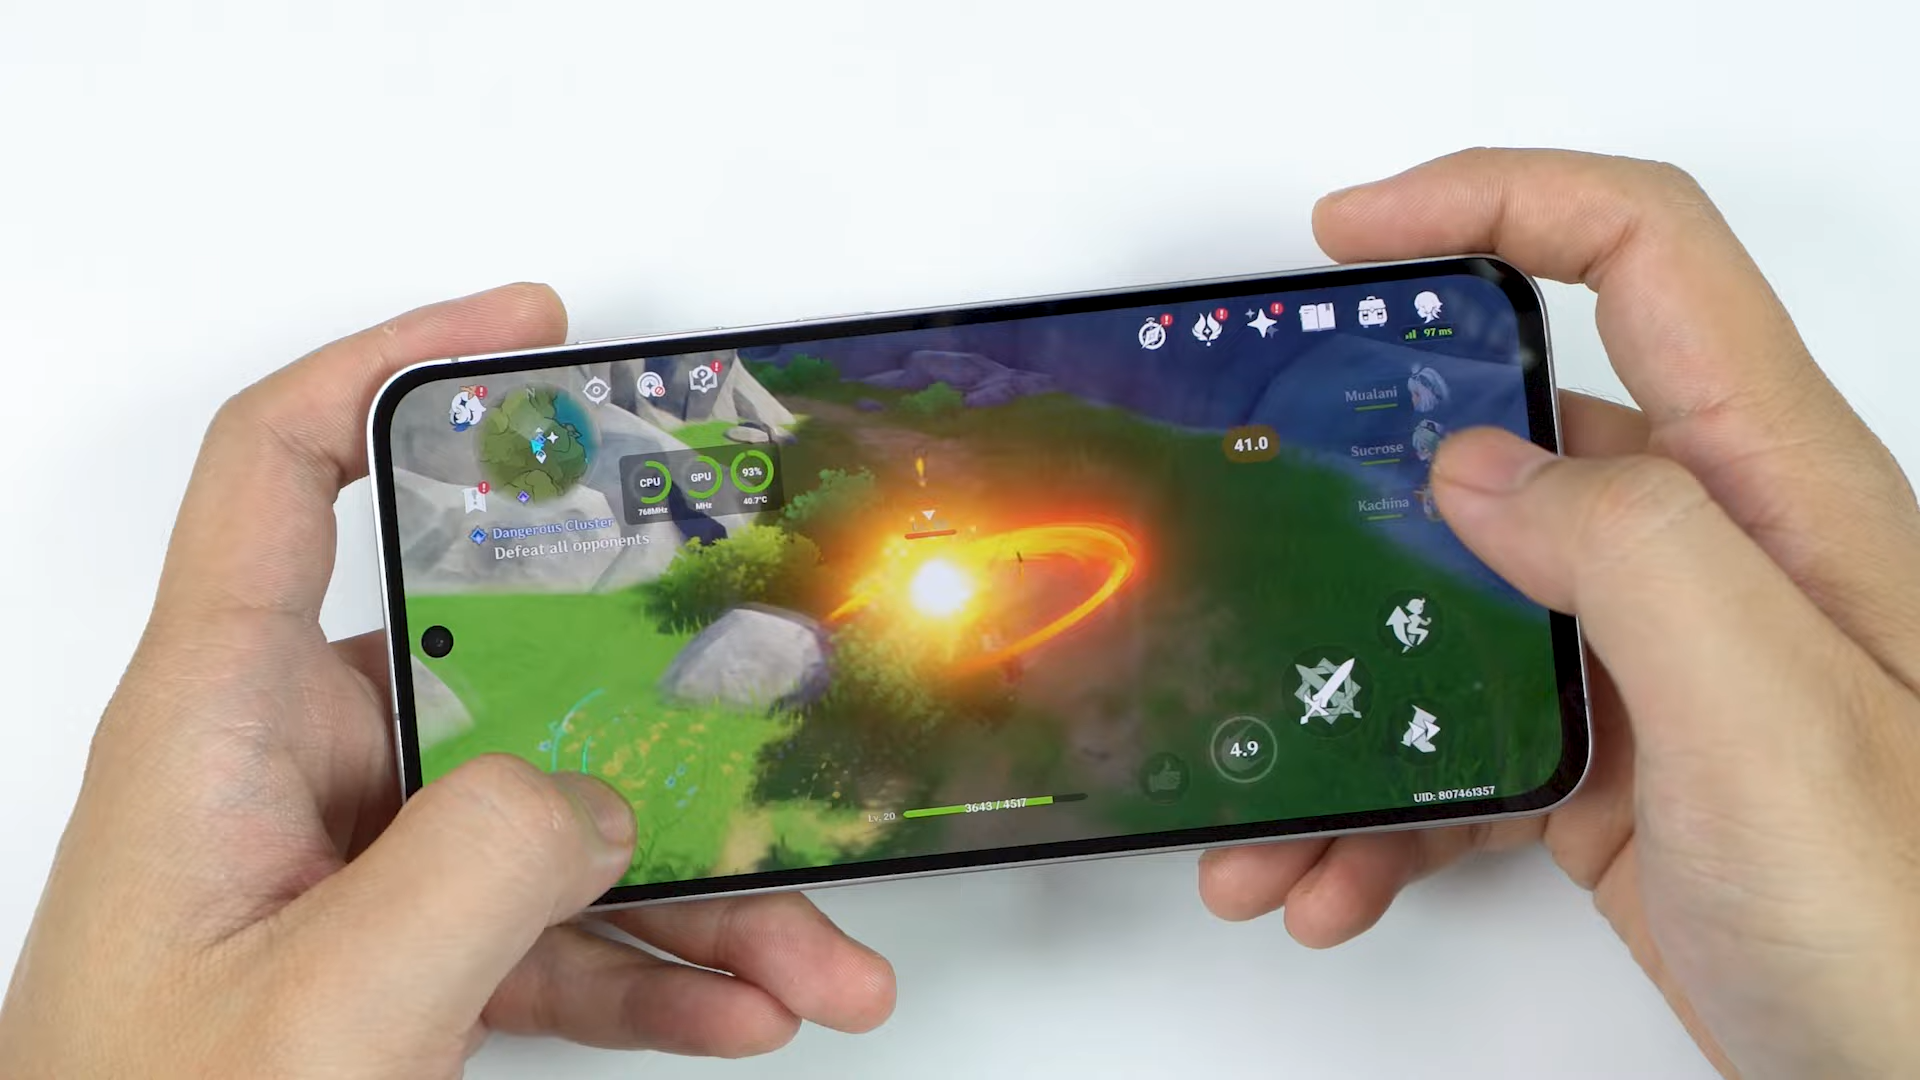 97 ms
Mualani
41.0
Sucrose
Kachina
CPU
GPU
93%
768MHz
MHz
40.7°C
Dangerous Cluster
Defeat all opponents
4.9
Lv. 20
3643 / 4517
UID: 807461357